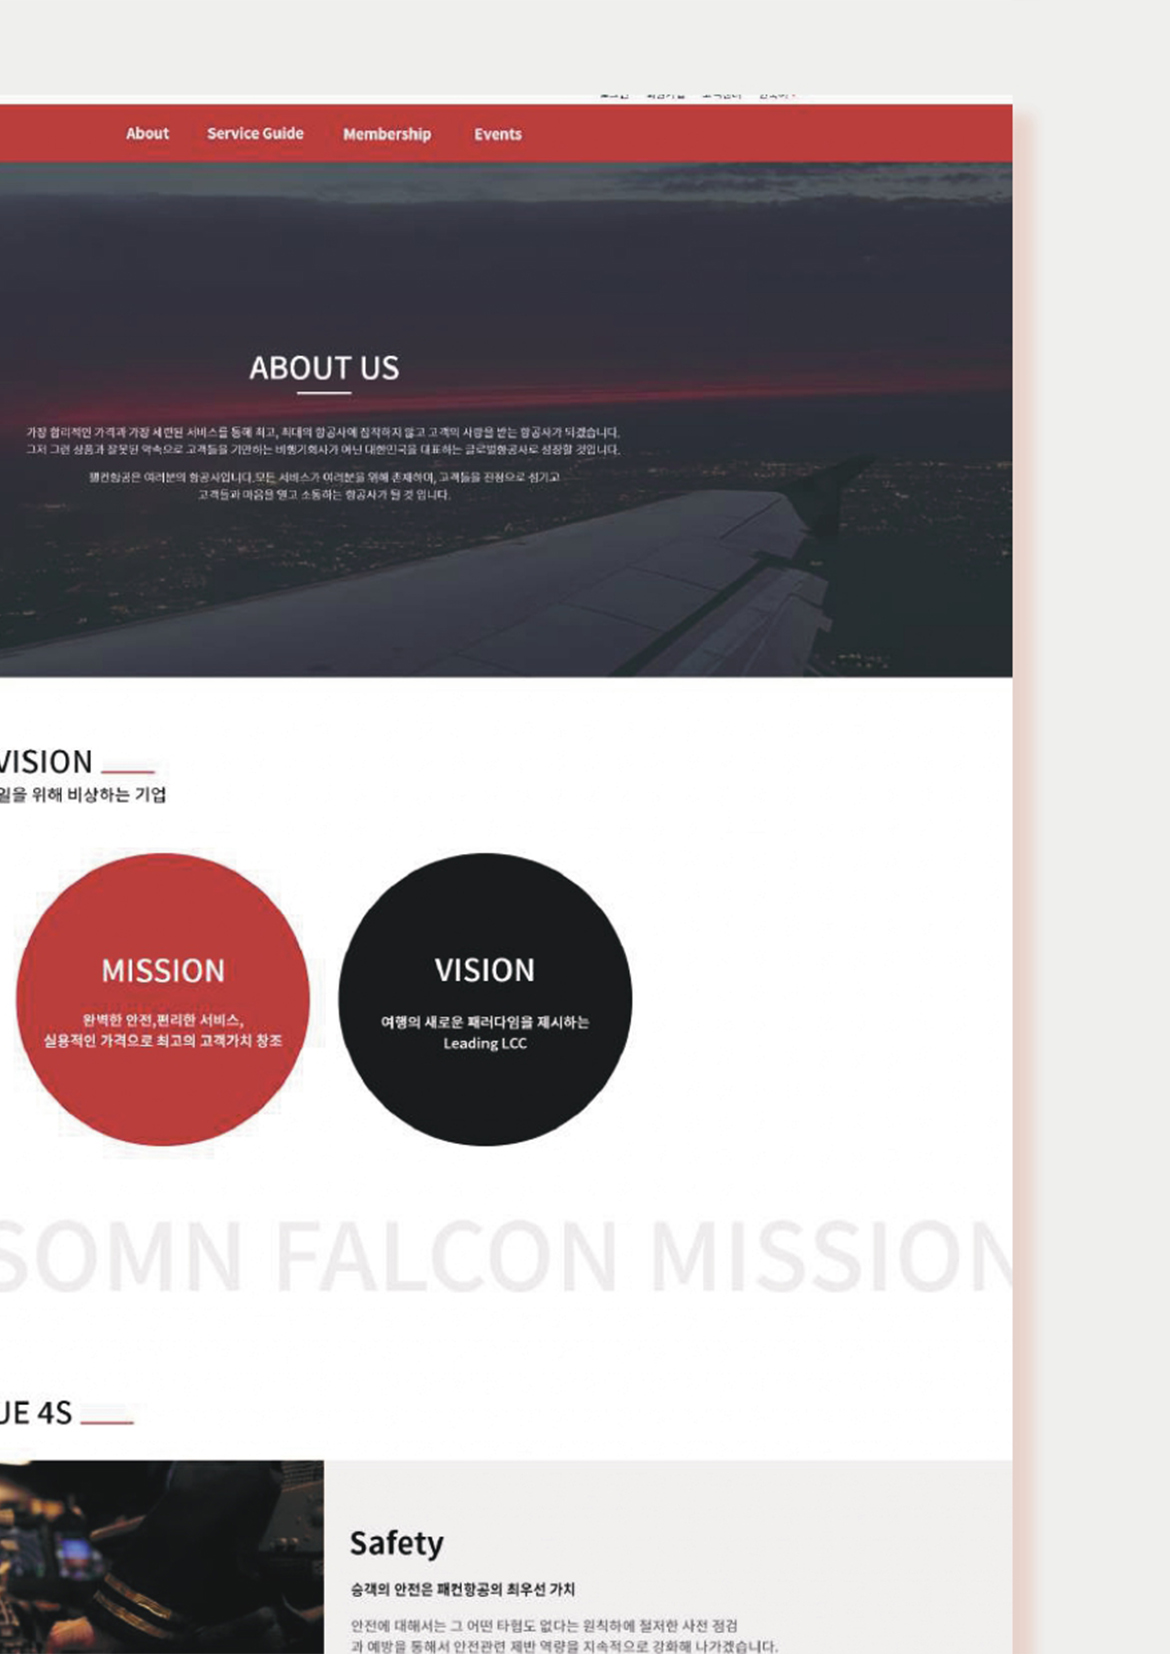 About Service Guide Membership Events
ABOUT US
가장 합리적인 가격과 가장 세련된 서비스를 통해 최고, 최대의 항공사에 집착하지 않고 고객의 사랑을 받는 항공사가 되겠습니다.
그저 그런 상품과 잘못된 약속으로 고객들을 기만하는 비행기회사가 아닌 대한민국을 대표하는 글로벌항공사로 성장할 것입니다.
팰컨항공은 여러분의 항공사입니다.모든 서비스가 여러분을 위해 존재하며, 고객들을 진정으로 섬기고
고객들과 마음을 열고 소통하는 항공사가 될 것 입니다.
VISION
일을 위해 비상하는 기업
MISSION
완벽한 안전,편리한 서비스,
실용적인 가격으로 최고의 고객가치 창조
VISION
여행의 새로운 패러다임을 제시하는
Leading LCC
SOMN FALCON MISSION
UE 4S
Safety
승객의 안전은 패컨항공의 최우선 가치
안전에 대해서는 그 어떤 타협도 없다는 원칙하에 철저한 사전 점검
과 예방을 통해서 안전관련 제반 역량을 지속적으로 강화해 나가겠습니다.